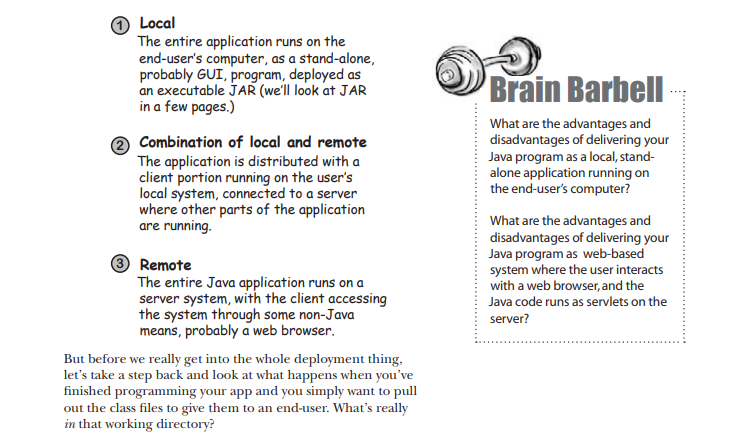 1 Local
The entire application runs on the
end-user's computer, as a stand-alone,
probably GUI, program, deployed as
an executable JAR (we'll look at JAR
in a few pages.)
2 Combination of local and remote
The application is distributed with a
client portion running on the user's
local system, connected to a server
where other parts of the application
are running.
3 Remote
The entire Java application runs on a
server system, with the client accessing
the system through some non-Java
means, probably a web browser.
But before we really get into the whole deployment thing,
let's take a step back and look at what happens when you've
finished programming your app and you simply want to pull
out the class files to give them to an end-user. What's really
in that working directory?
Brain Barbell
What are the advantages and
disadvantages of delivering your
Java program as a local, stand-
alone application running on
the end-user's computer?
What are the advantages and
disadvantages of delivering your
Java program as web-based
system where the user interacts
with a web browser, and the
Java code runs as servlets on the
server?